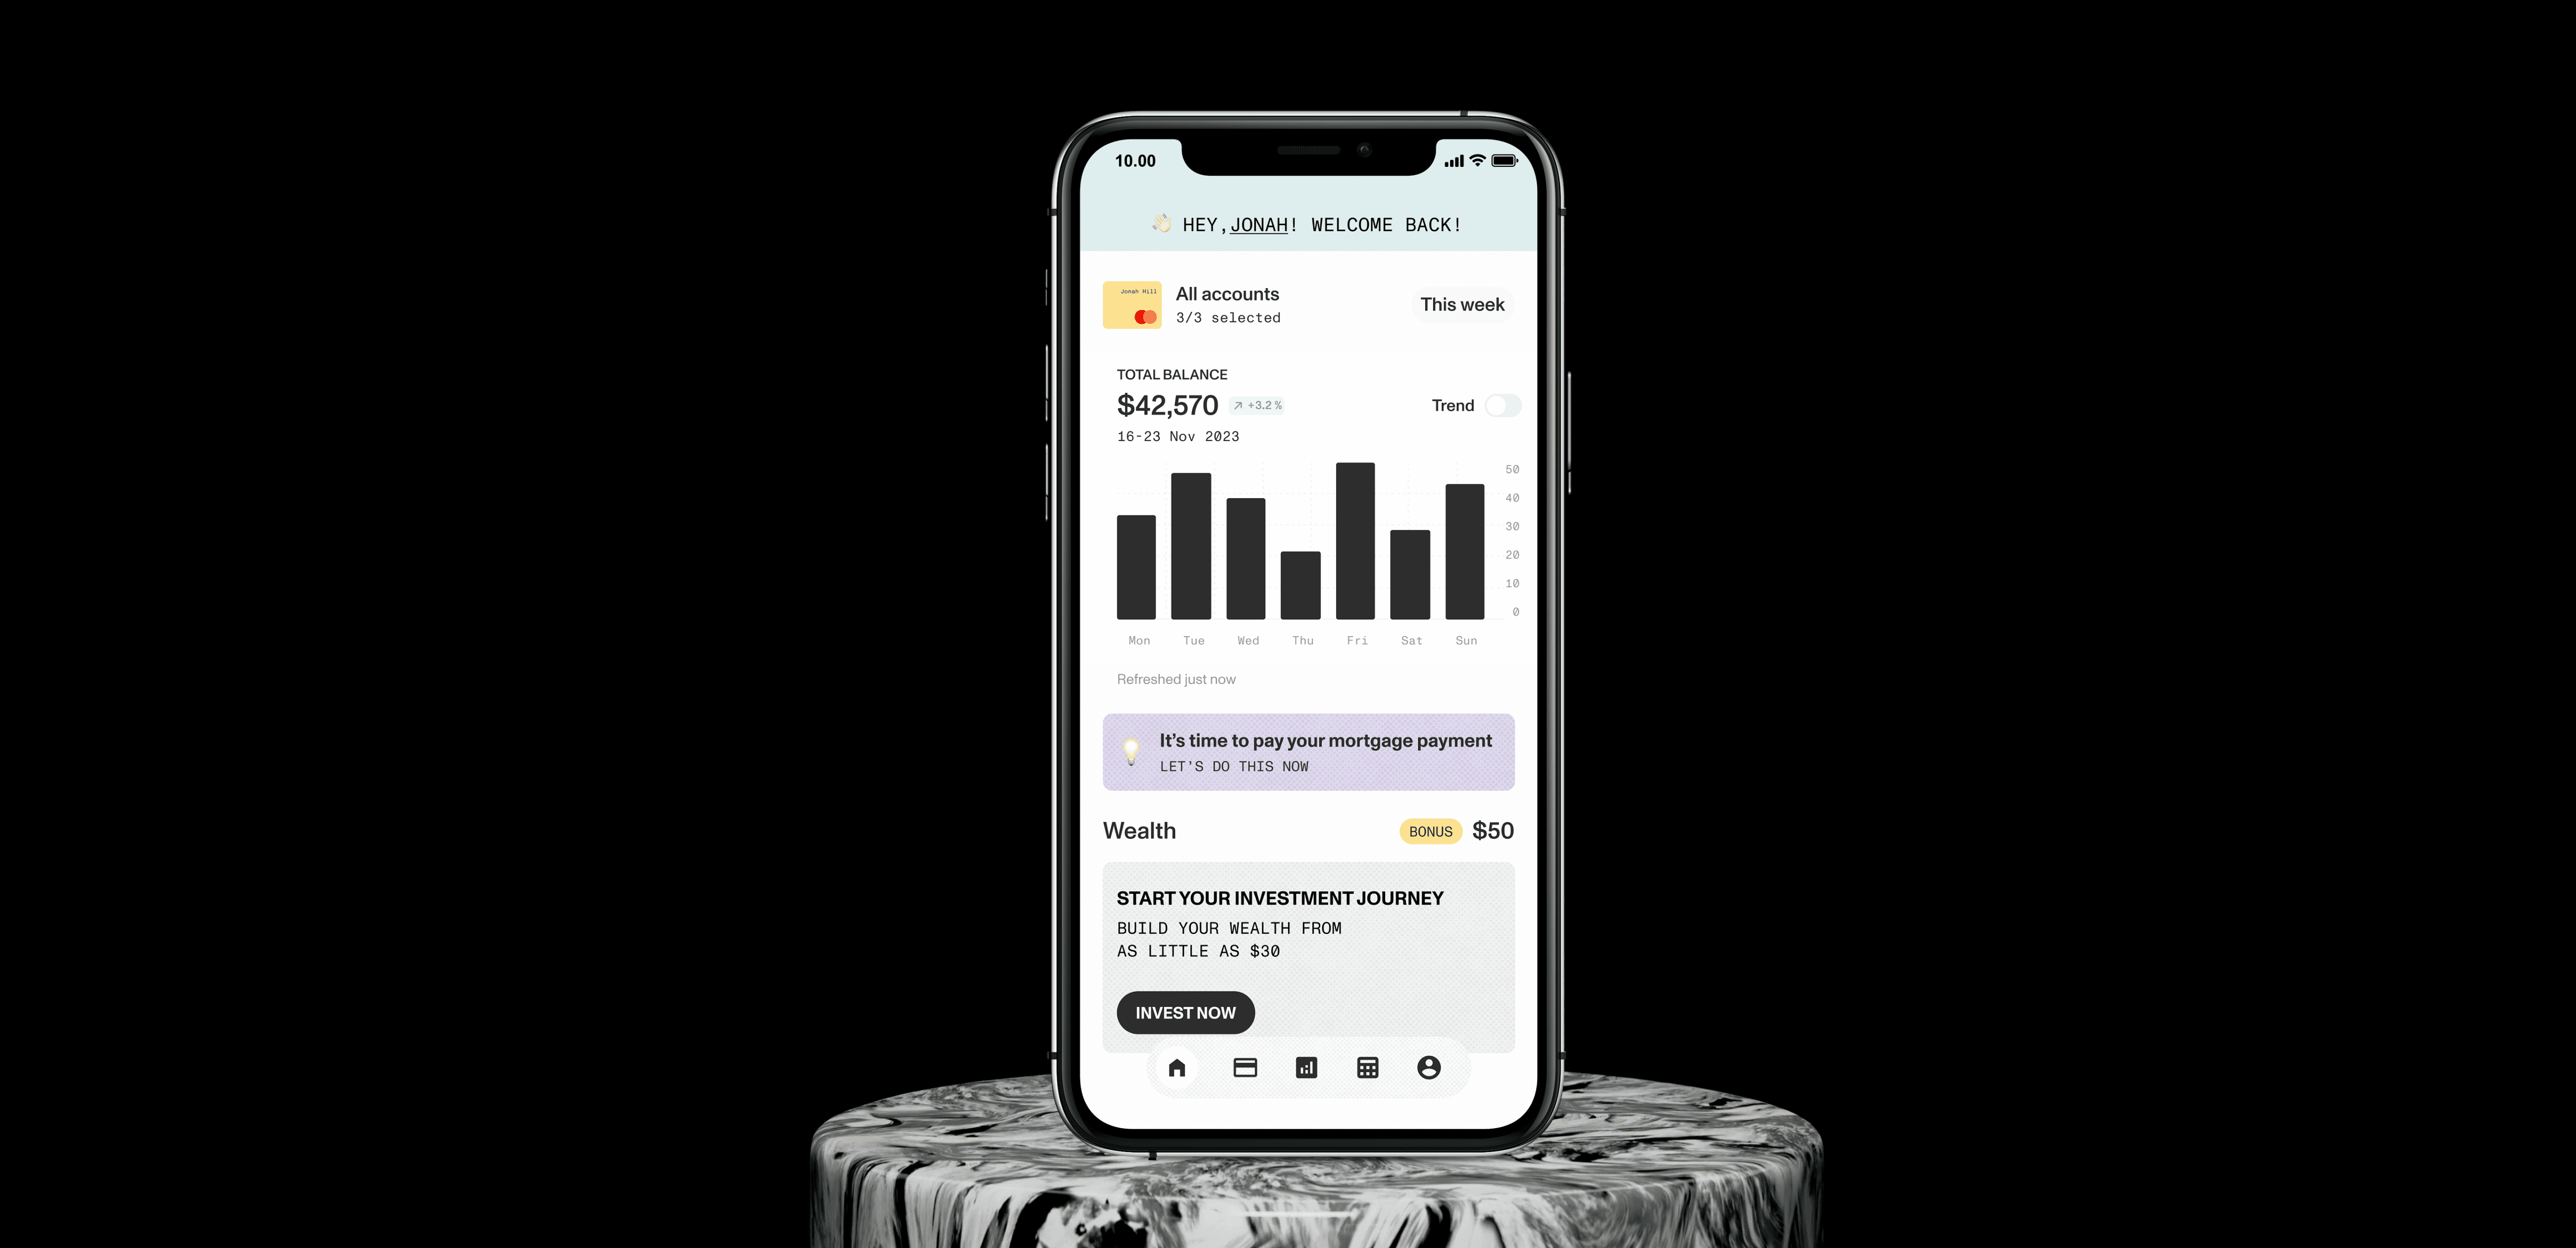 10.00
👋🏻 HEY, JONAH! WELCOME BACK!
Jonah Hill
All accounts
3/3 selected
This week
TOTAL BALANCE
$42,570 ↗ +3.2 %
Trend
16-23 Nov 2023
50
40
30
20
10
0
Mon Tue Wed Thu Fri Sat Sun
Refreshed just now
It’s time to pay your mortgage payment
LET'S DO THIS NOW
Wealth
BONUS $50
START YOUR INVESTMENT JOURNEY
BUILD YOUR WEALTH FROM
AS LITTLE AS $30
INVEST NOW